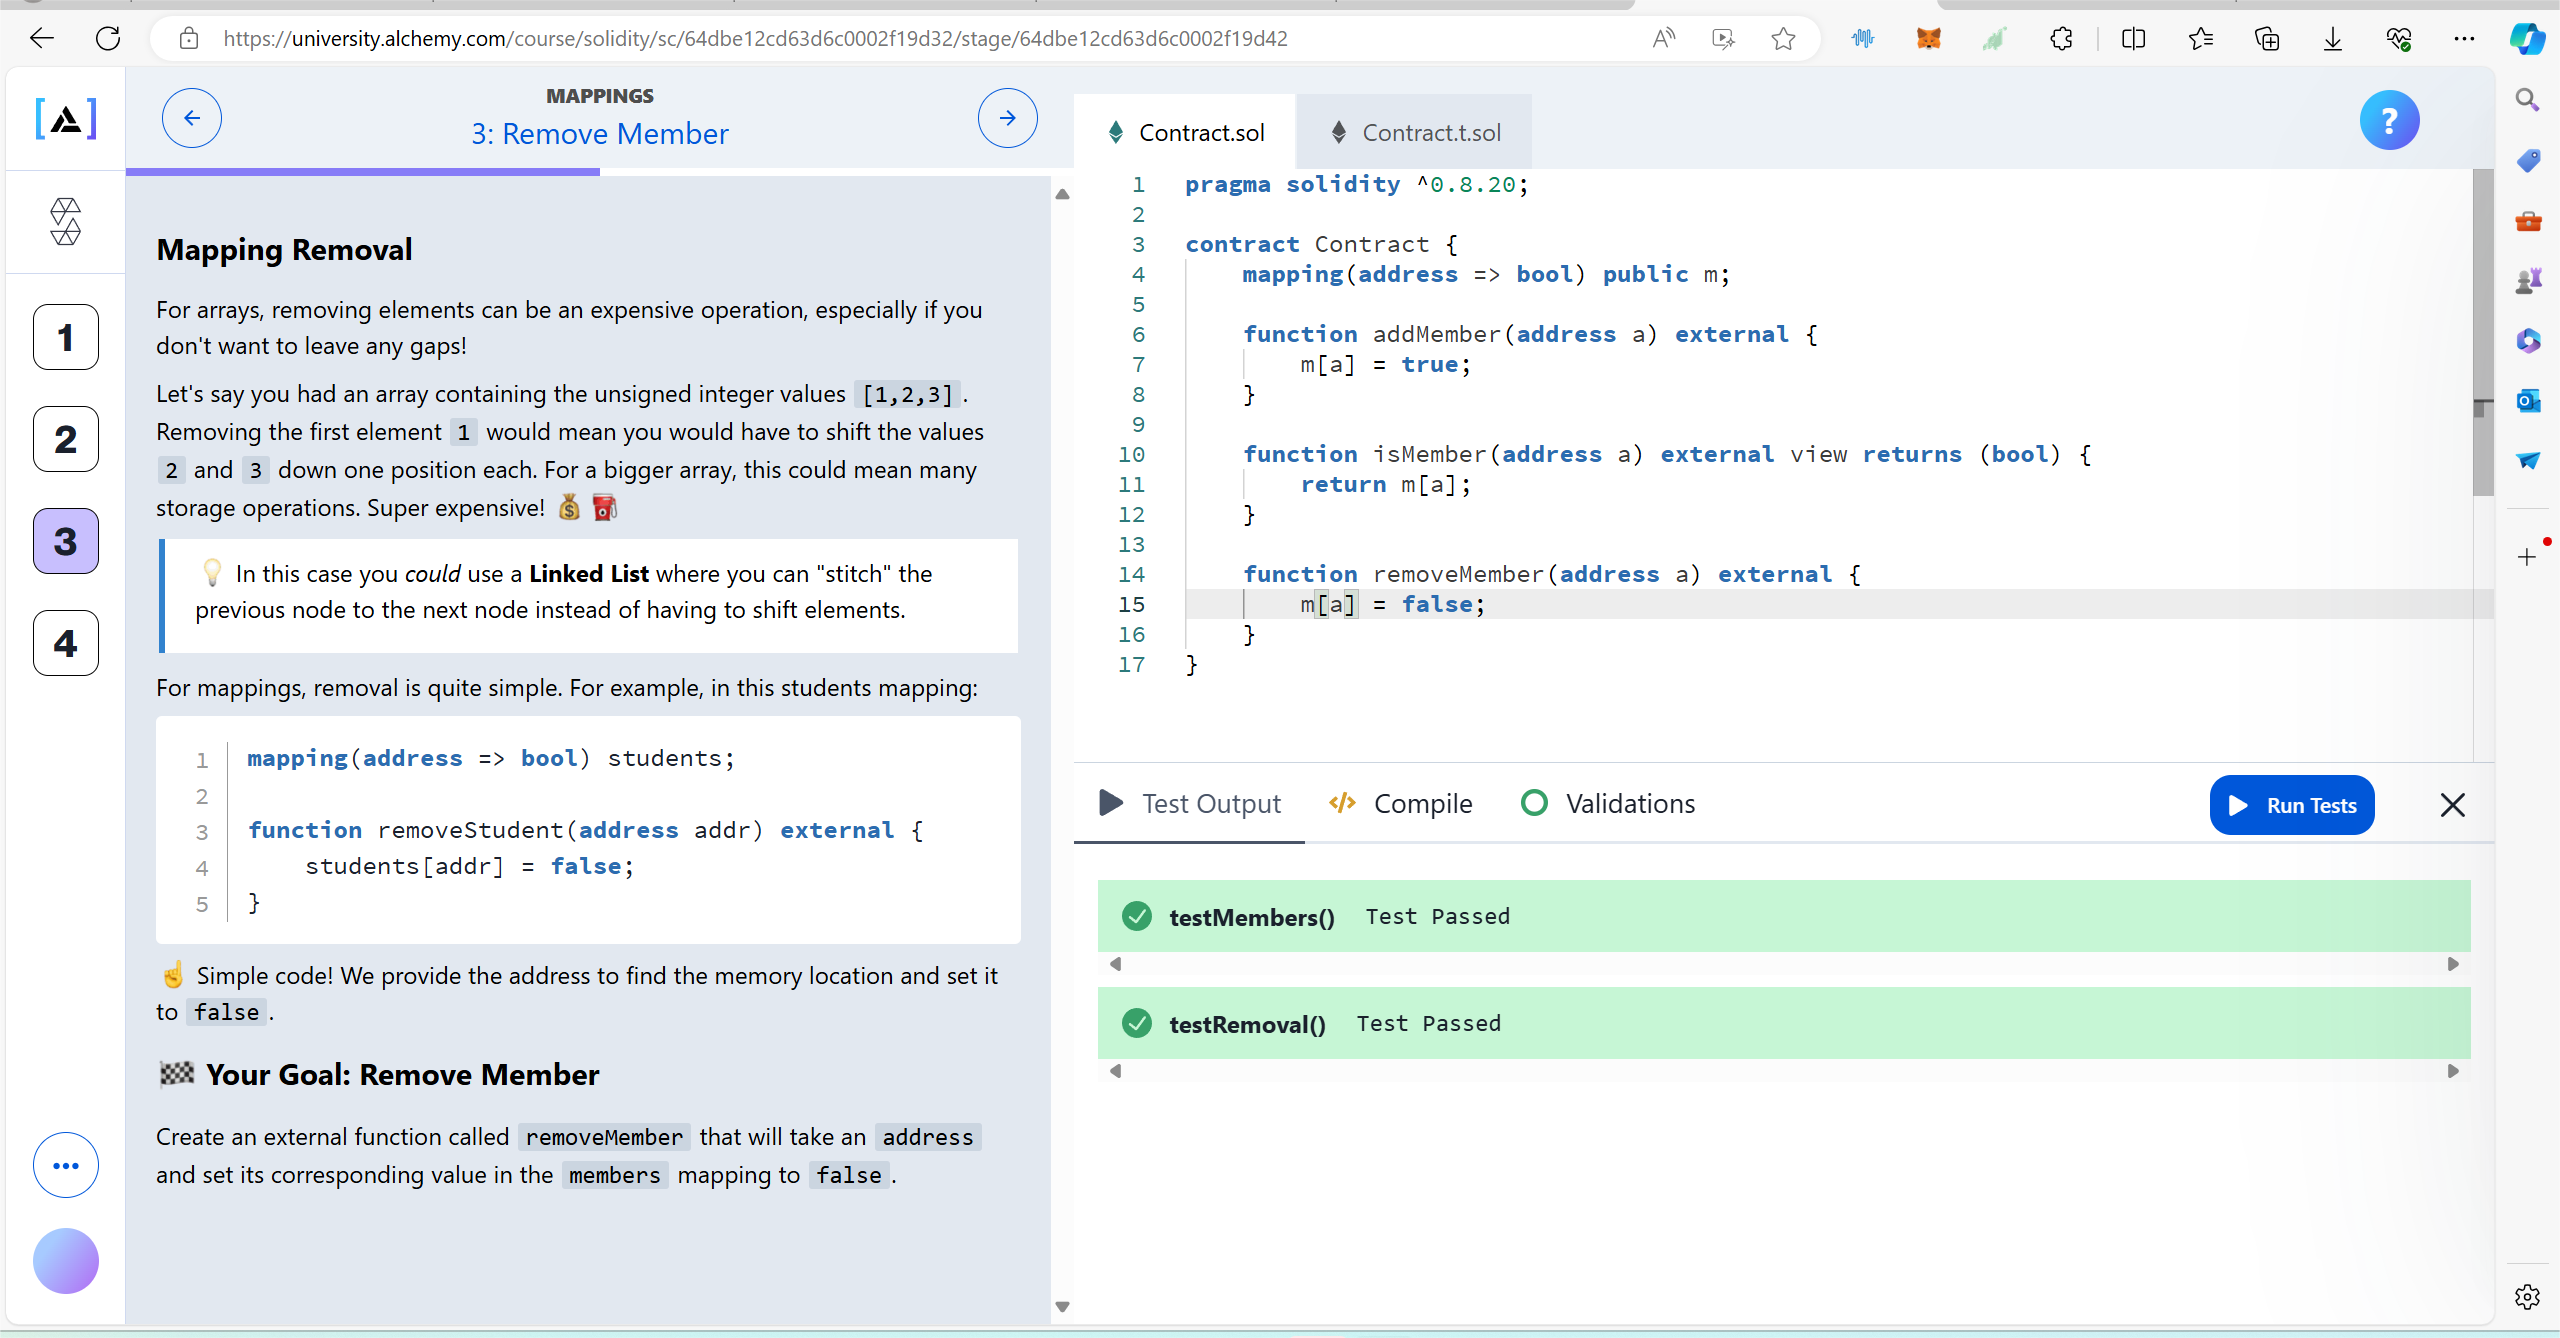 https://university.alchemy.com/course/solidity/sc/64dbe12cd63d6c0002f19d32/stage/64dbe12cd63d6c0002f19d42
MAPPINGS
3: Remove Member
1
2
3
4
Mapping Removal
For arrays, removing elements can be an expensive operation, especially if you
don't want to leave any gaps!
Let's say you had an array containing the unsigned integer values [1,2,3].
Removing the first element 1 would mean you would have to shift the values
2 and 3 down one position each. For a bigger array, this could mean many
storage operations. Super expensive! 💰 ⛽
💡 In this case you could use a Linked List where you can "stitch" the
previous node to the next node instead of having to shift elements.
For mappings, removal is quite simple. For example, in this students mapping:
1 mapping(address => bool) students;
2
3 function removeStudent(address addr) external {
4     students[addr] = false;
5 }
☝️ Simple code! We provide the address to find the memory location and set it
to false.
🏁 Your Goal: Remove Member
Create an external function called removeMember that will take an address
and set its corresponding value in the members mapping to false.
Contract.sol
Contract.t.sol
?
1 pragma solidity ^0.8.20;
2
3 contract Contract {
4     mapping(address => bool) public m;
5
6     function addMember(address a) external {
7         m[a] = true;
8     }
9
10     function isMember(address a) external view returns (bool) {
11         return m[a];
12     }
13
14     function removeMember(address a) external {
15         m[a] = false;
16     }
17 }
Test Output
</> Compile
Validations
Run Tests
testMembers() Test Passed
testRemoval() Test Passed